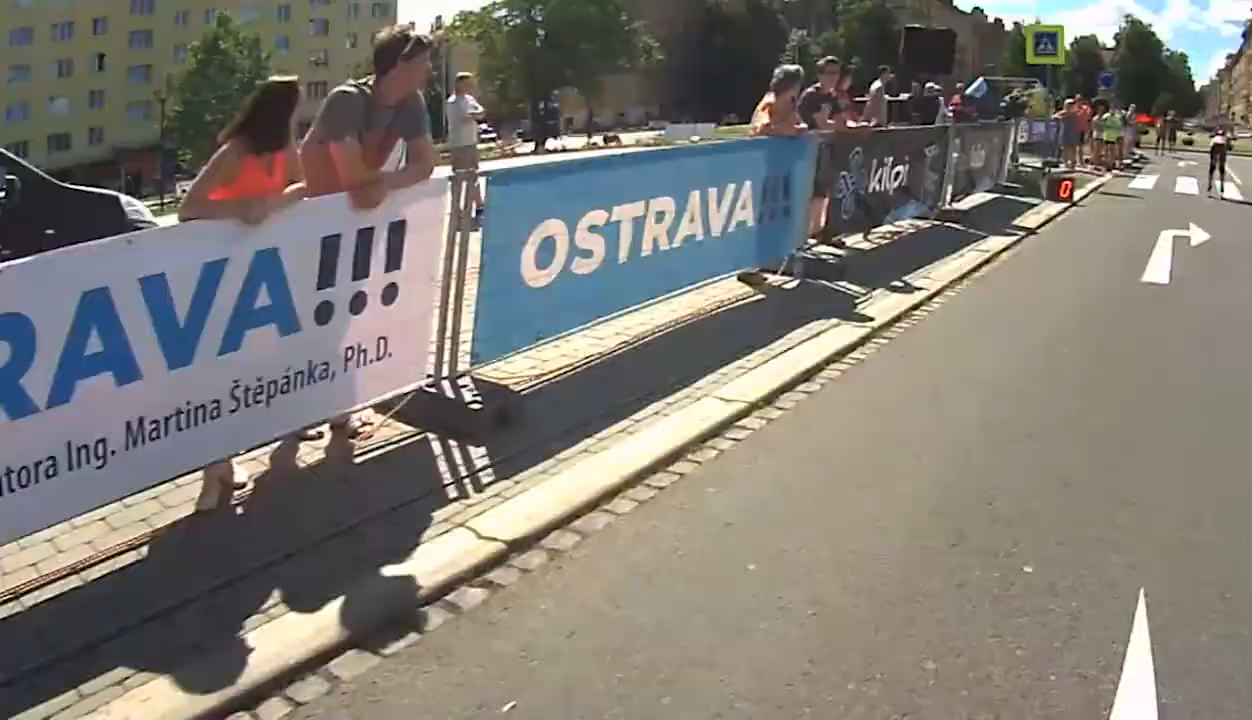 RAVA!!!
ntora Ing. Martina Štěpánka, Ph.D.
OSTRAVA!!!
kilpi
0